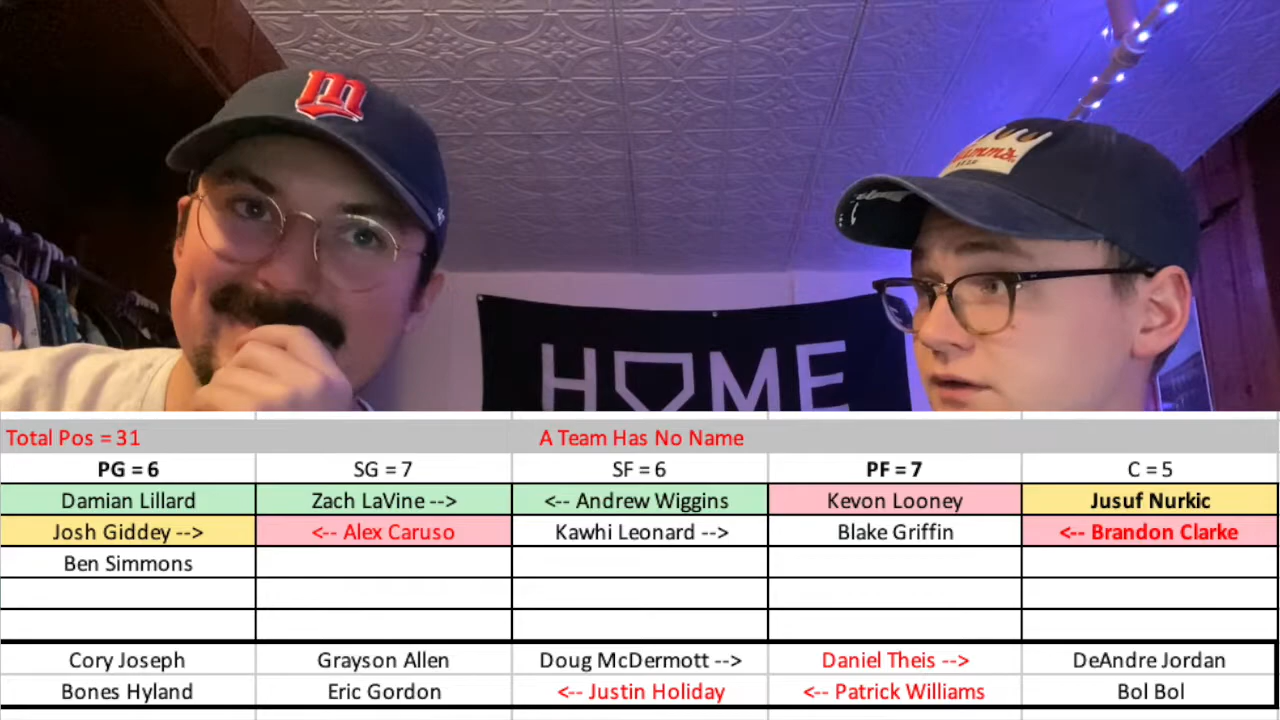 m
Hamm's
HOME
Total Pos = 31 A Team Has No Name
PG = 6 SG = 7 SF = 6 PF = 7 C = 5
Damian Lillard Zach LaVine --> <-- Andrew Wiggins Kevon Looney Jusuf Nurkic
Josh Giddey --> <-- Alex Caruso Kawhi Leonard --> Blake Griffin <-- Brandon Clarke
Ben Simmons
Cory Joseph Grayson Allen Doug McDermott --> Daniel Theis --> DeAndre Jordan
Bones Hyland Eric Gordon <-- Justin Holiday <-- Patrick Williams Bol Bol